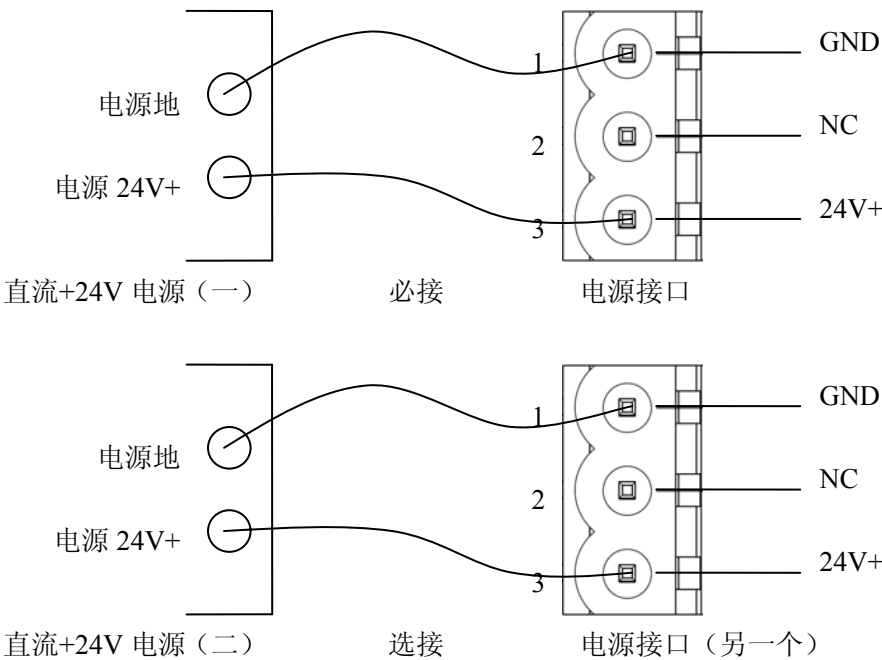 1 GND
电源地
2 NC
电源 24V+
3 24V+
直流+24V 电源（一） 必接 电源接口
1 GND
电源地
2 NC
电源 24V+
3 24V+
直流+24V 电源（二） 选接 电源接口（另一个）